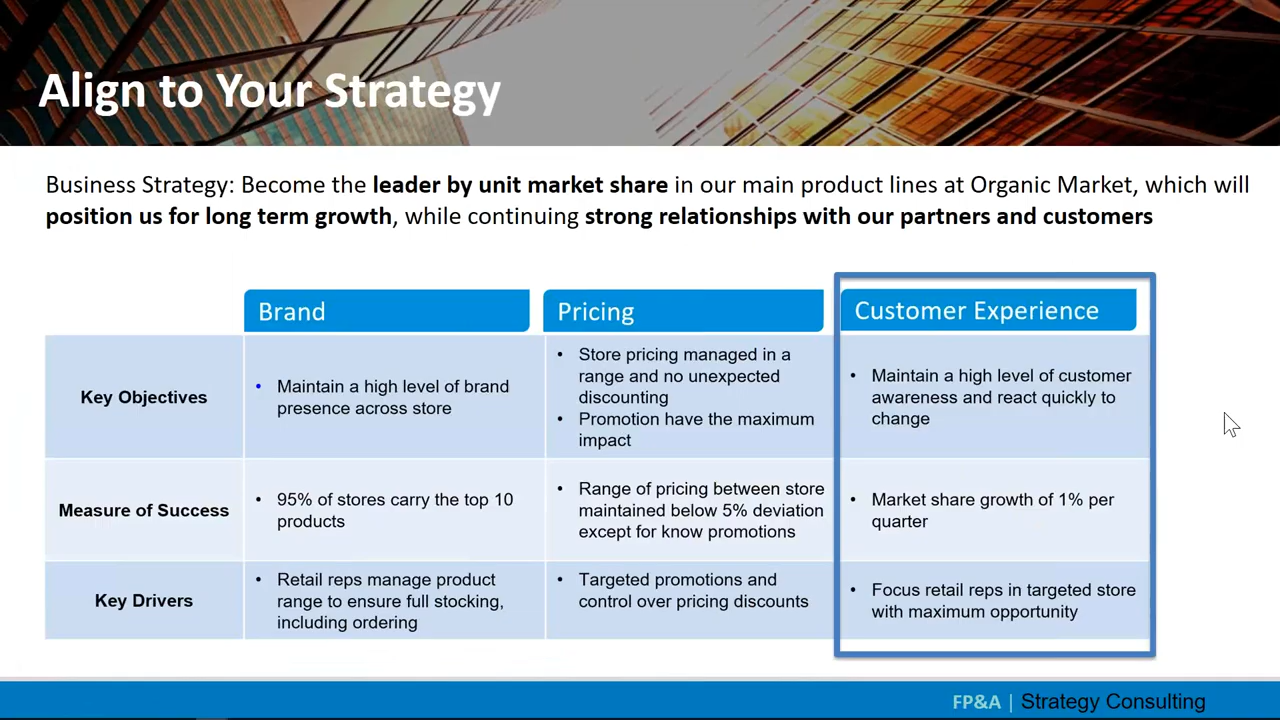 Align to Your Strategy
Business Strategy: Become the leader by unit market share in our main product lines at Organic Market, which will
position us for long term growth, while continuing strong relationships with our partners and customers
Brand
Pricing
Customer Experience
Key Objectives
• Maintain a high level of brand
presence across store
• Store pricing managed in a
range and no unexpected
discounting
• Promotion have the maximum
impact
• Maintain a high level of customer
awareness and react quickly to
change
Measure of Success
• 95% of stores carry the top 10
products
• Range of pricing between store
maintained below 5% deviation
except for know promotions
• Market share growth of 1% per
quarter
Key Drivers
• Retail reps manage product
range to ensure full stocking,
including ordering
• Targeted promotions and
control over pricing discounts
• Focus retail reps in targeted store
with maximum opportunity
FP&A | Strategy Consulting